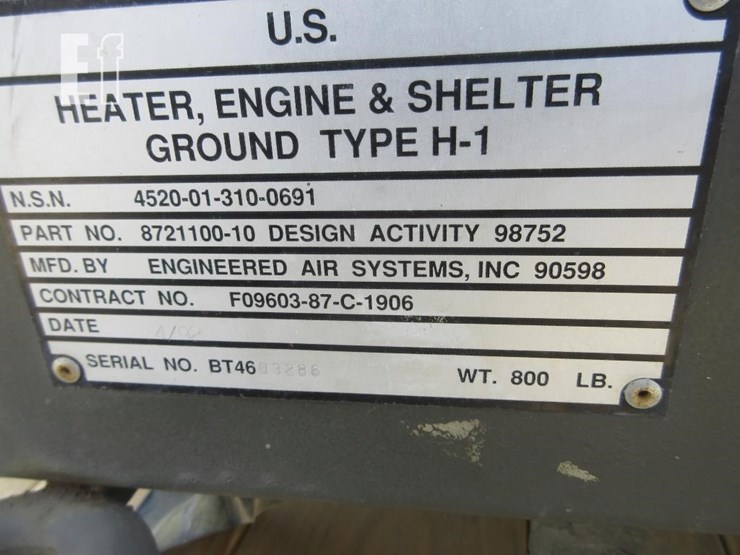 Ef
U.S.
HEATER, ENGINE & SHELTER
GROUND TYPE H-1
N.S.N. 4520-01-310-0691
PART NO. 8721100-10 DESIGN ACTIVITY 98752
MFD. BY ENGINEERED AIR SYSTEMS, INC 90598
CONTRACT NO. F09603-87-C-1906
DATE
SERIAL NO. BT46 WT. 800 LB.